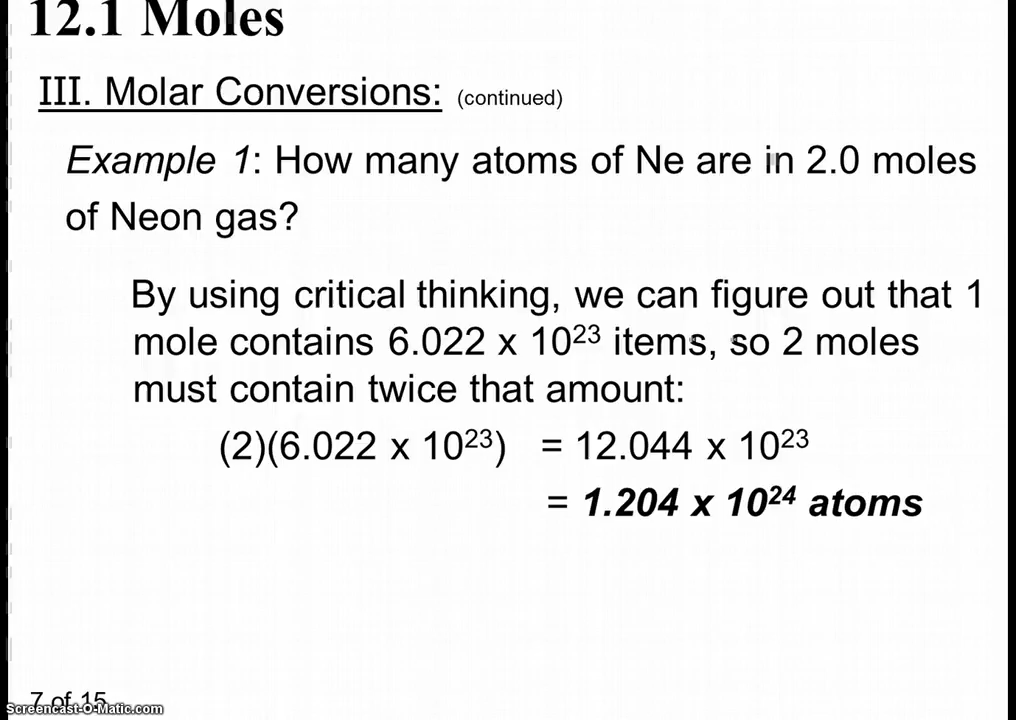 12.1 Moles
III. Molar Conversions: (continued)
Example 1: How many atoms of Ne are in 2.0 moles
of Neon gas?
By using critical thinking, we can figure out that 1
mole contains 6.022 x 10²³ items, so 2 moles
must contain twice that amount:
(2)(6.022 x 10²³) = 12.044 x 10²³
= 1.204 x 10²⁴ atoms
7 of 15
Screencast-O-Matic.com